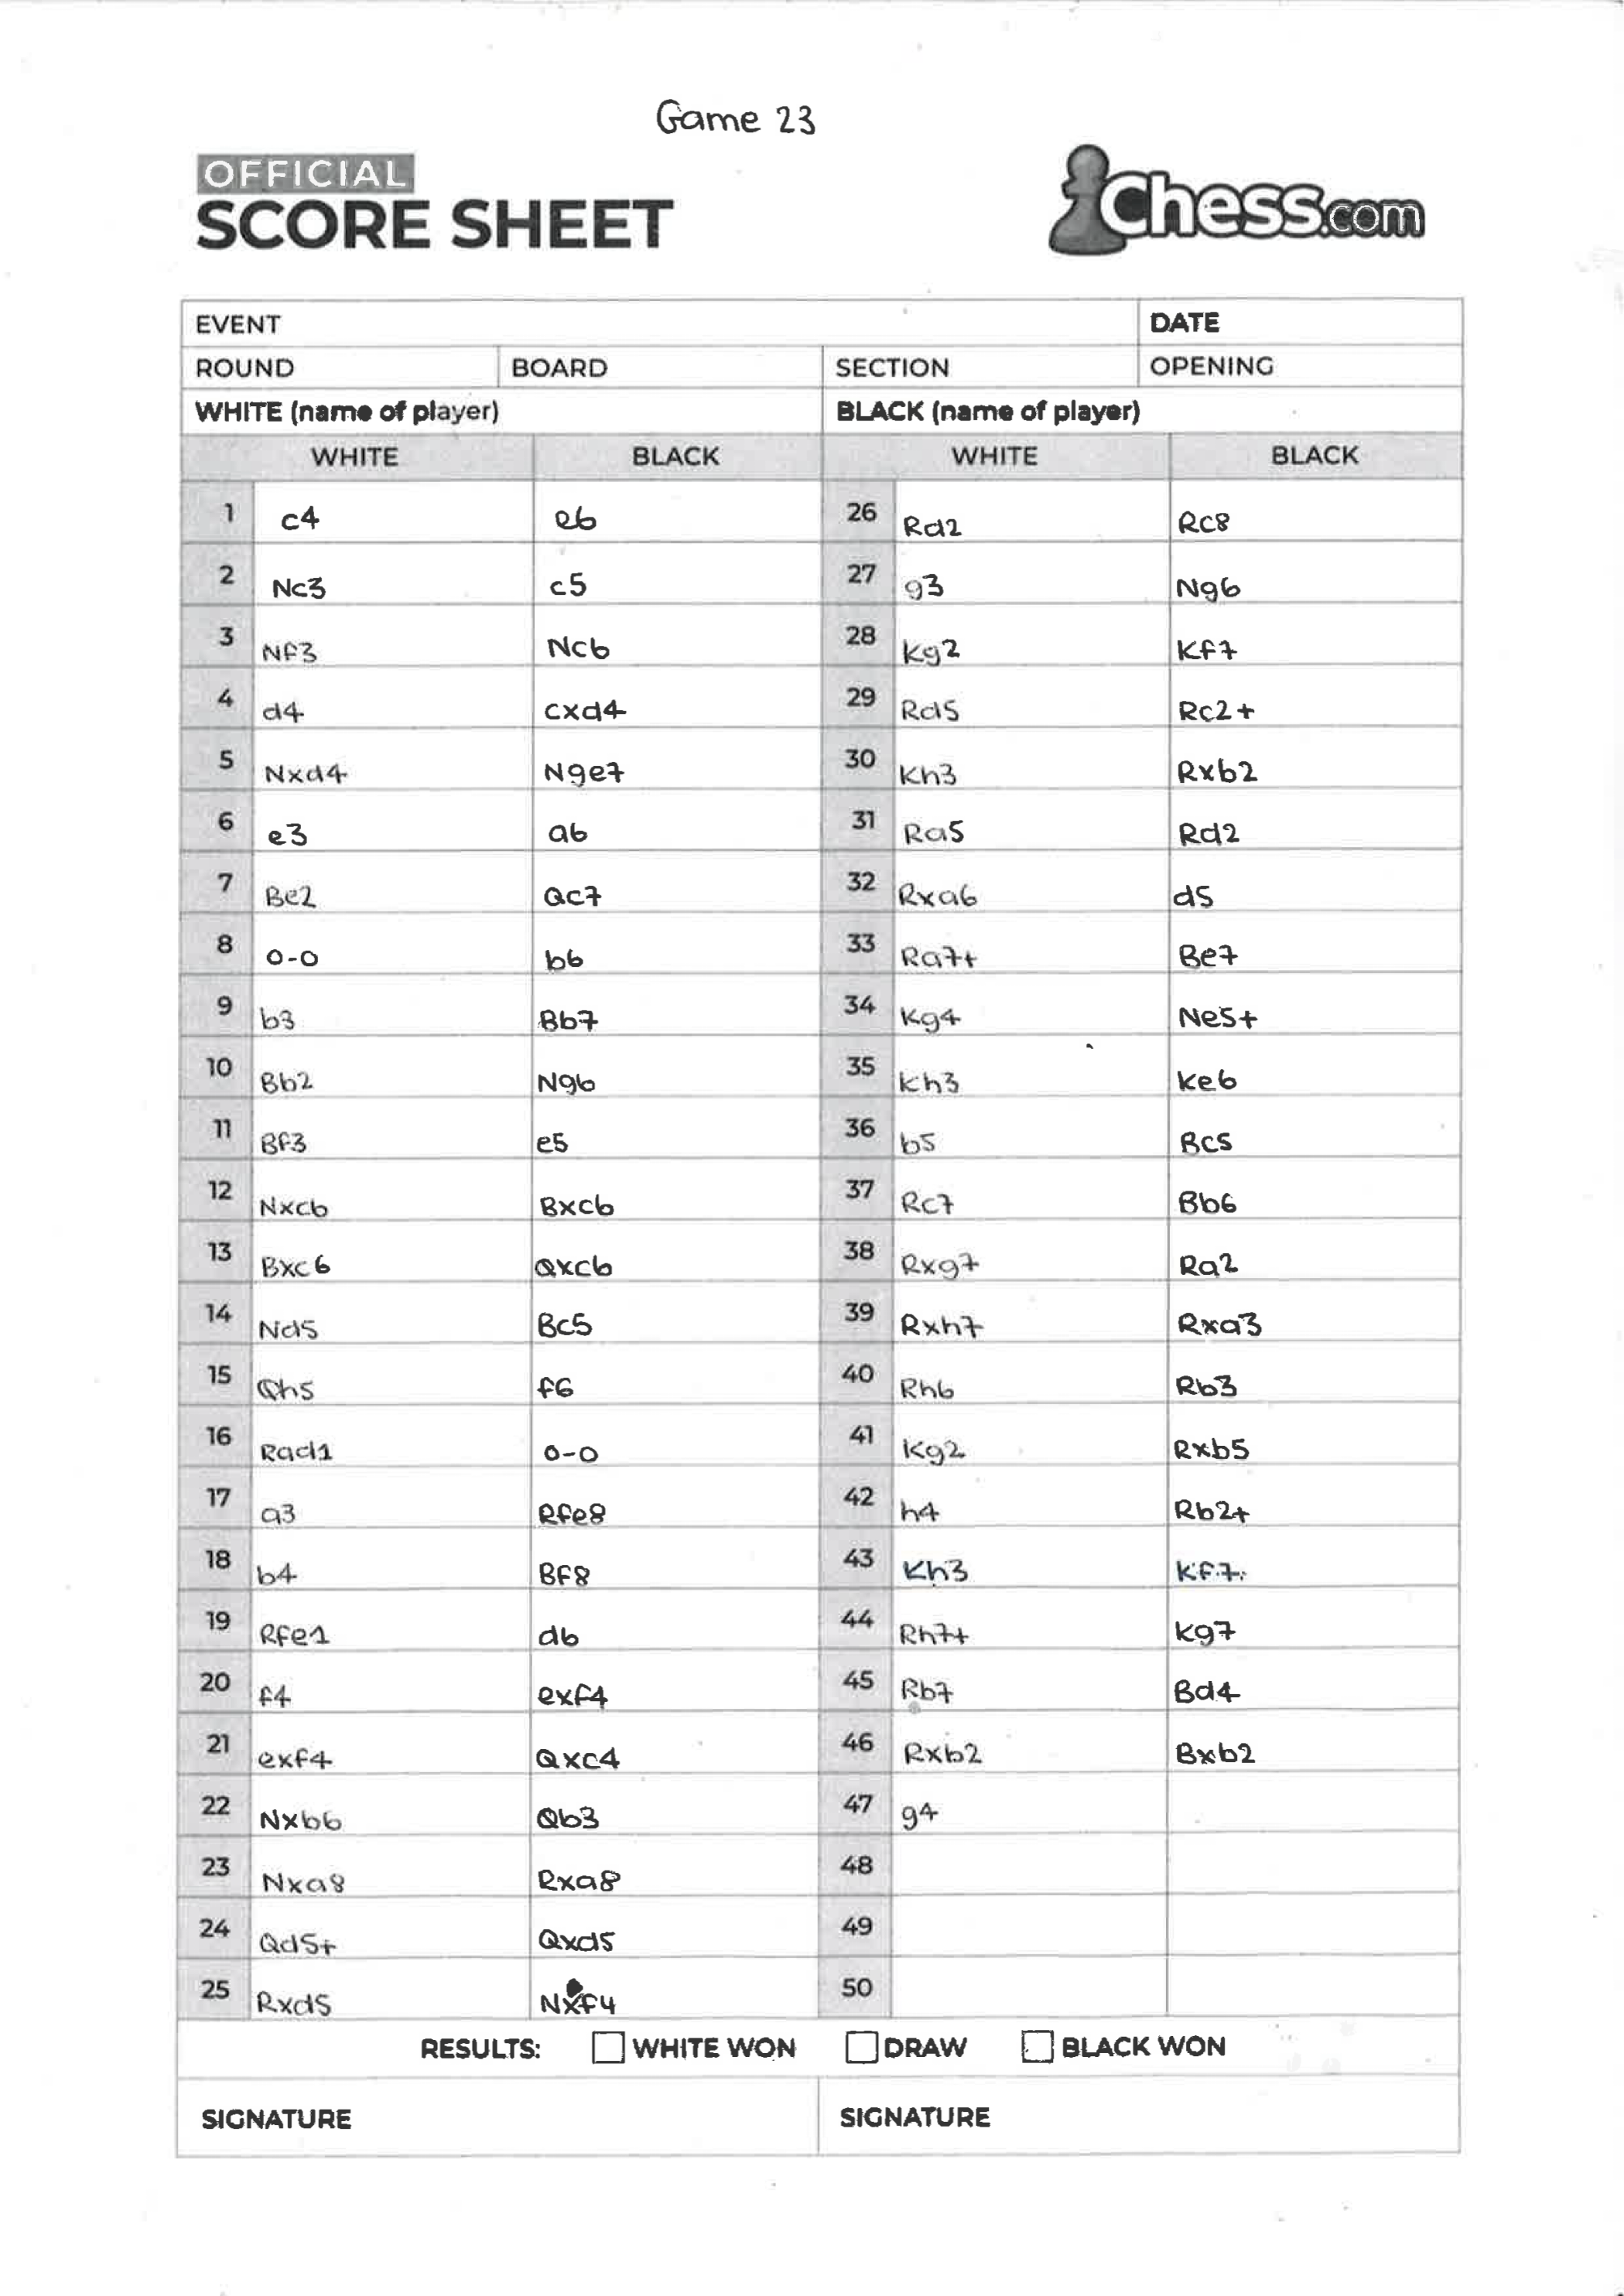 Game 23
OFFICIAL
SCORE SHEET
Chess.com
EVENT DATE
ROUND BOARD SECTION OPENING
WHITE (name of player) BLACK (name of player)
WHITE BLACK WHITE BLACK
1 c4 e6 26 Rd2 Rc8
2 Nc3 c5 27 g3 Ng6
3 Nf3 Nc6 28 Kg2 Kf7
4 d4 cxd4 29 Rd5 Rc2+
5 Nxd4 Nge7 30 Kh3 Rxb2
6 e3 a6 31 Ra5 Rd2
7 Be2 Qc7 32 Rxa6 d5
8 0-0 b6 33 Ra7+ Be7
9 b3 Bb7 34 Kg4 Ne5+
10 Bb2 Ng6 35 Kh3 Ke6
11 Bf3 e5 36 b5 Bc5
12 Nxc6 Bxc6 37 Rc7 Bb6
13 Bxc6 Qxc6 38 Rxg7 Ra2
14 Nd5 Bc5 39 Rxh7 Rxa3
15 Qh5 f6 40 Rh6 Rb3
16 Rad1 0-0 41 Kg2 Rxb5
17 a3 Rfe8 42 h4 Rb2+
18 b4 Bf8 43 Kh3 Kf7
19 Rfe1 d6 44 Rh7+ Kg7
20 f4 exf4 45 Rb7 Bd4
21 exf4 Qxc4 46 Rxb2 Bxb2
22 Nxb6 Qb3 47 g4
23 Nxa8 Rxa8 48
24 Qd5+ Qxd5 49
25 Rxd5 Nxf4 50
RESULTS: WHITE WON DRAW BLACK WON
SIGNATURE SIGNATURE